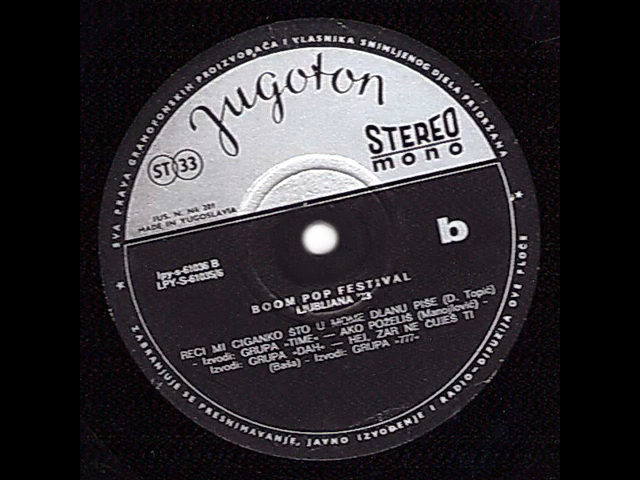 SVA PRAVA GRAMOFONSKIH PROIZVOĐAČA I VLASNIKA SNIMLJENOG DJELA PRIDRŽANA
Jugoton
STEREO
mono
ST 33
JUS. N. N4. 201
MADE IN YUGOSLAVIA
b
lpy-s-61036 B
LPY-S-61035/6
BOOM POP FESTIVAL
LJUBLJANA '73
RECI MI CIGANKO ŠTO U MOME DLANU PIŠE (D. Topić)
- Izvodi: GRUPA »TIME« — AKO POŽELIŠ (Manojlović) -
- Izvodi: GRUPA »DAH« — HEJ, ZAR NE ČUJEŠ TI
(Baša) - Izvodi: GRUPA »777«
ZABRANJUJE SE PRESNIMAVANJE, JAVNO IZVOĐENJE I RADIO-DIFUZIJA OVE PLOČE